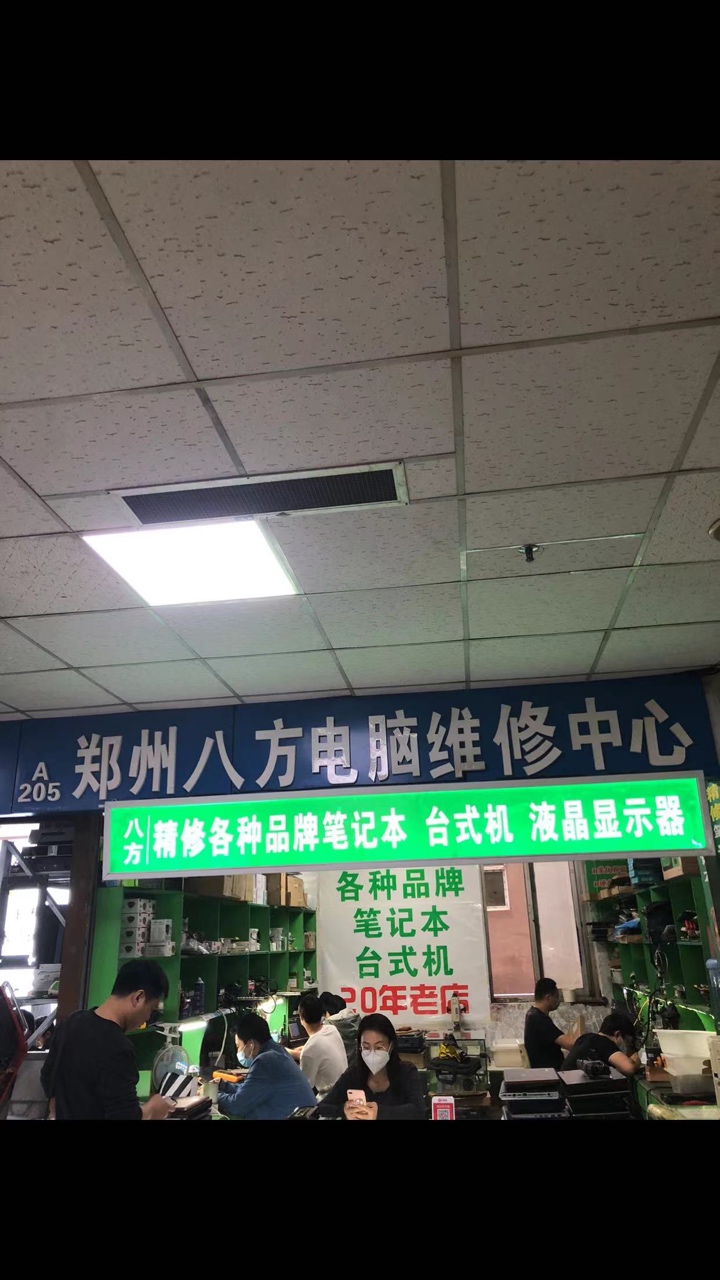 A
205
郑州八方电脑维修中心
八方
精修各种品牌笔记本 台式机 液晶显示器
各种品牌
笔记本
台式机
20年老店